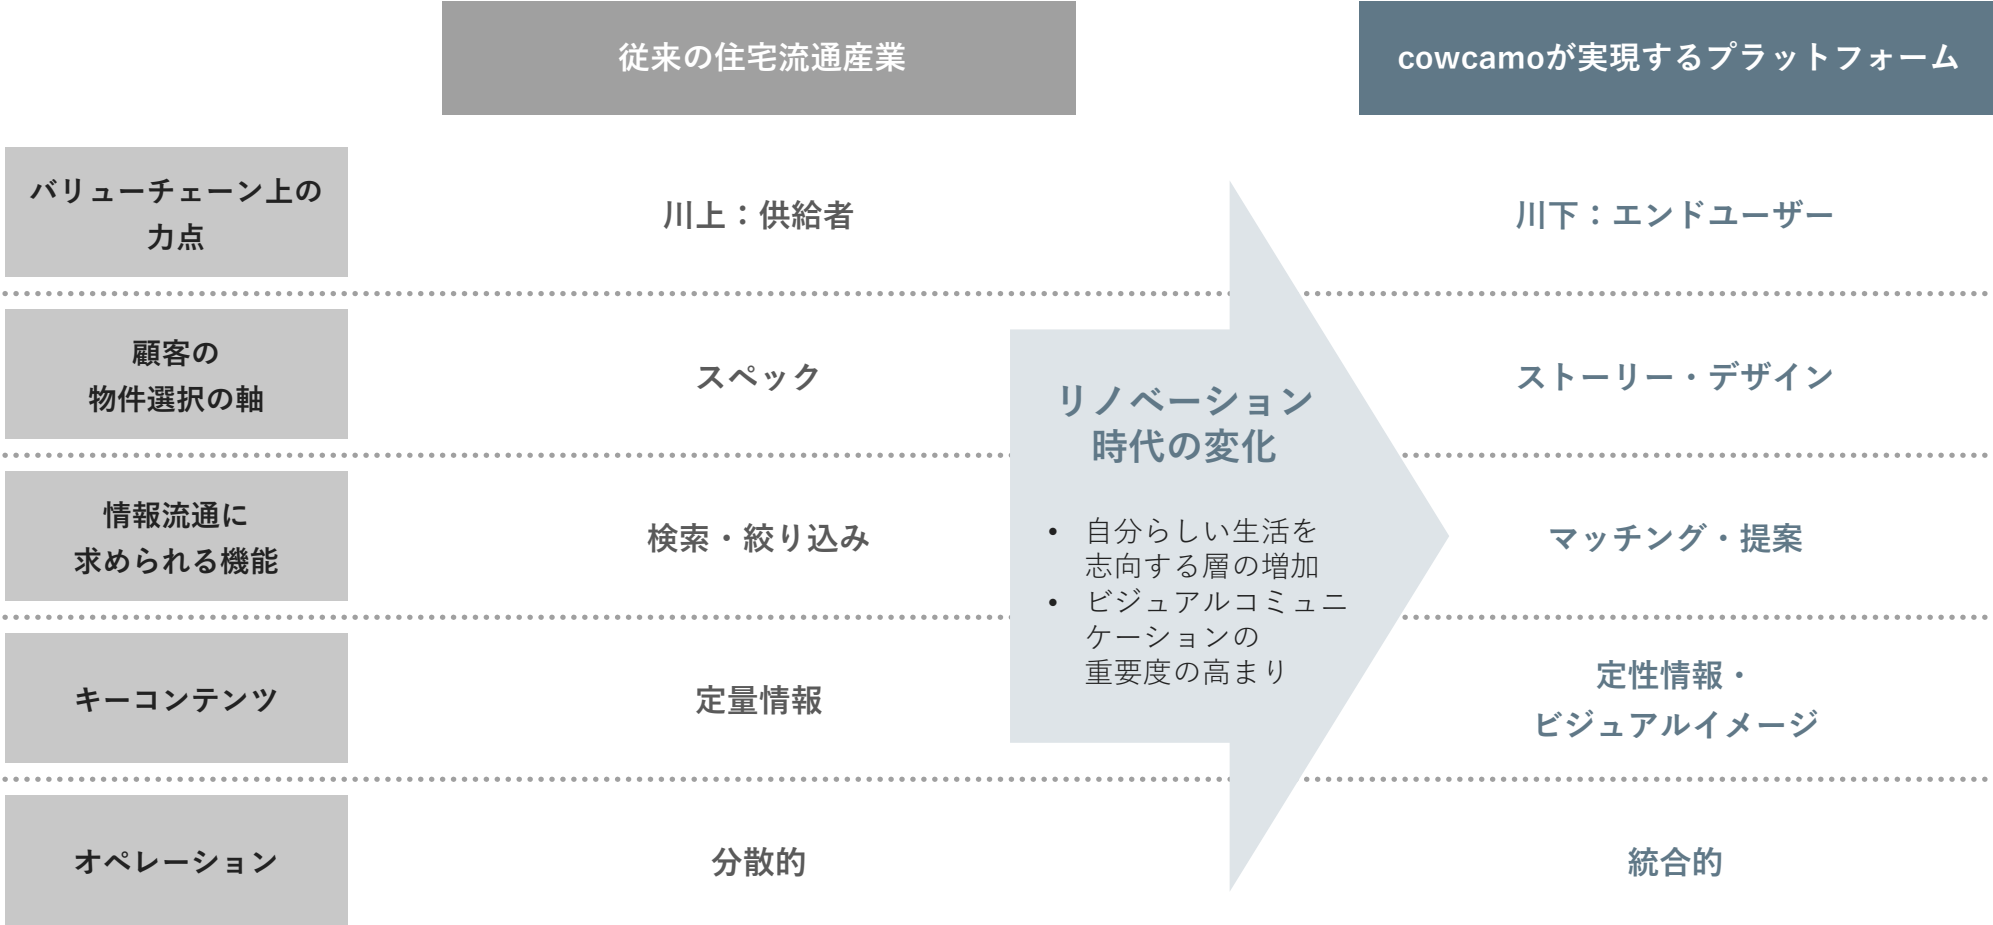 従来の住宅流通産業
cowcamoが実現するプラットフォーム
バリューチェーン上の
力点
川上：供給者
川下：エンドユーザー
顧客の
物件選択の軸
スペック
ストーリー・デザイン
リノベーション
時代の変化
• 自分らしい生活を
志向する層の増加
• ビジュアルコミュニ
ケーションの
重要度の高まり
情報流通に
求められる機能
検索・絞り込み
マッチング・提案
キーコンテンツ
定量情報
定性情報・
ビジュアルイメージ
オペレーション
分散的
統合的